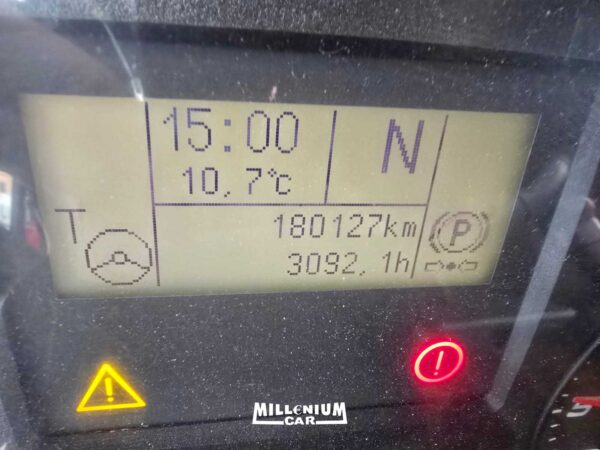 15:00
N
10,7°C
180127km
T
P
3092,1h
MILLENIUM
CAR